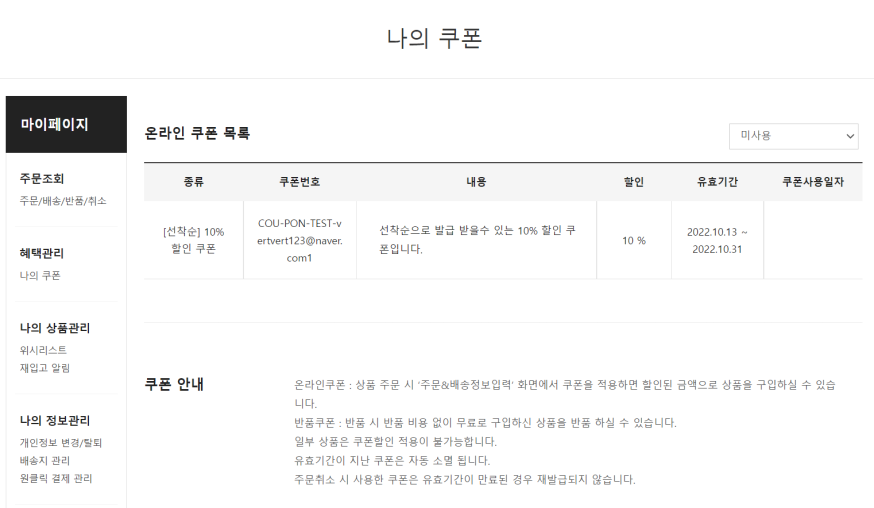 나의 쿠폰
마이페이지
주문조회
주문/배송/반품/취소
혜택관리
나의 쿠폰
나의 상품관리
위시리스트
재입고 알림
나의 정보관리
개인정보 변경/탈퇴
배송지 관리
원클릭 결제 관리
온라인 쿠폰 목록
미사용
종류 쿠폰번호 내용 할인 유효기간 쿠폰사용일자
[선착순] 10%
할인 쿠폰
COU-PON-TEST-v
ertvert123@naver.
com1
선착순으로 발급 받을수 있는 10% 할인 쿠
폰입니다.
10 %
2022.10.13 ~
2022.10.31
쿠폰 안내
온라인쿠폰 : 상품 주문 시 '주문&배송정보입력' 화면에서 쿠폰을 적용하면 할인된 금액으로 상품을 구입하실 수 있습
니다.
반품쿠폰 : 반품 시 반품 비용 없이 무료로 구입하신 상품을 반품 하실 수 있습니다.
일부 상품은 쿠폰할인 적용이 불가능합니다.
유효기간이 지난 쿠폰은 자동 소멸 됩니다.
주문취소 시 사용한 쿠폰은 유효기간이 만료된 경우 재발급되지 않습니다.